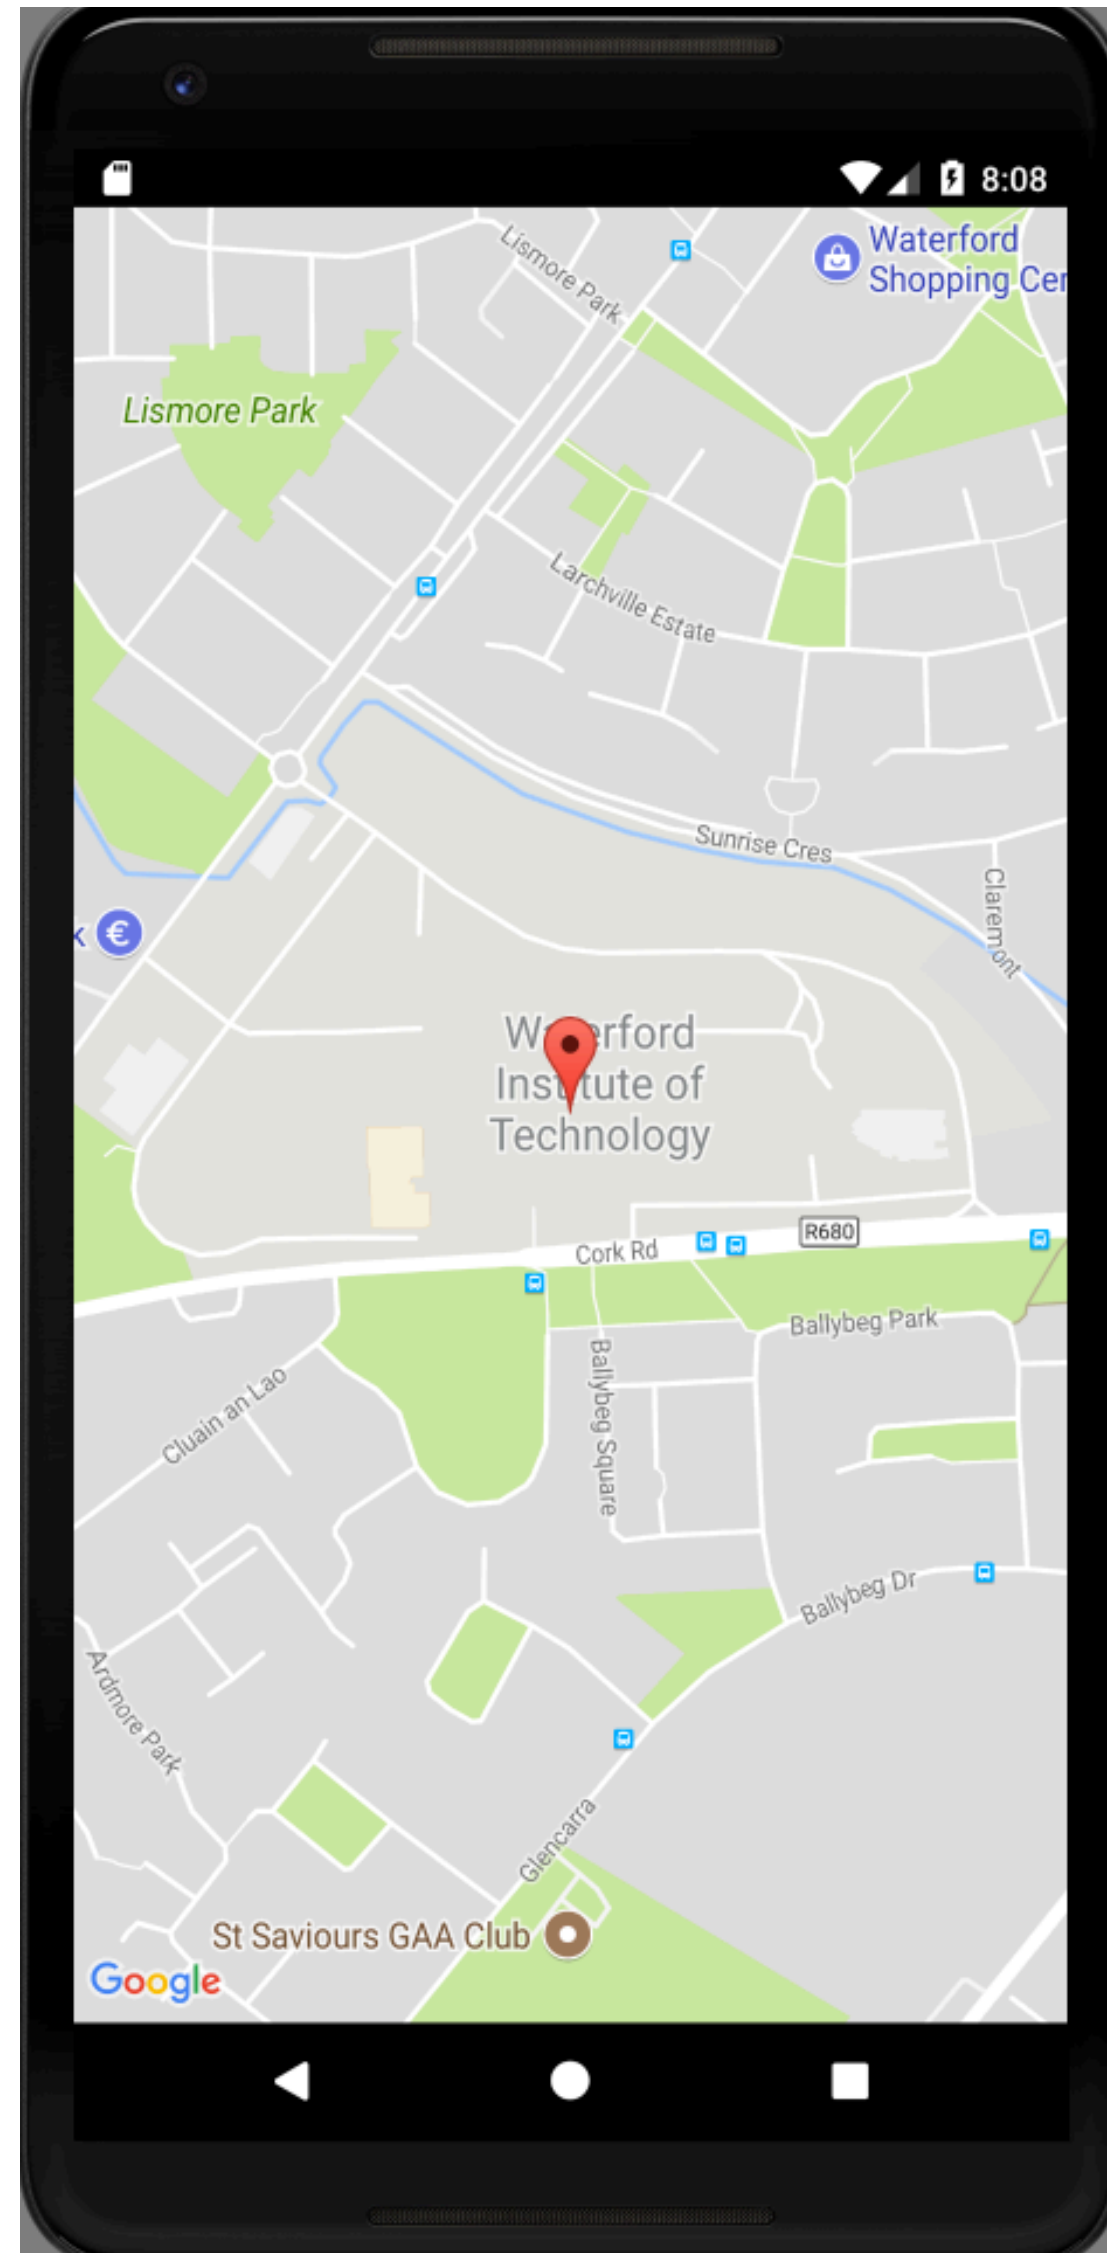 8:08
Waterford
Shopping Cer
Lismore Park
Lismore Park
Larchville Estate
Sunrise Cres
Claremont
k
€
Waterford
Institute of
Technology
R680
Cork Rd
Ballybeg Park
Ballybeg Square
Cluain an Lao
Ballybeg Dr
Ardmore Park
Glencarra
St Saviours GAA Club
Google